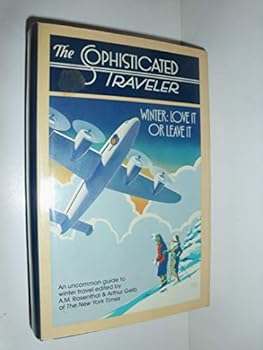 The SOPHISTICATED
TRAVELER
WINTER: LOVE IT
OR LEAVE IT
An uncommon guide to
winter travel edited by
A.M. Rosenthal & Arthur Gelb
of The New York Times